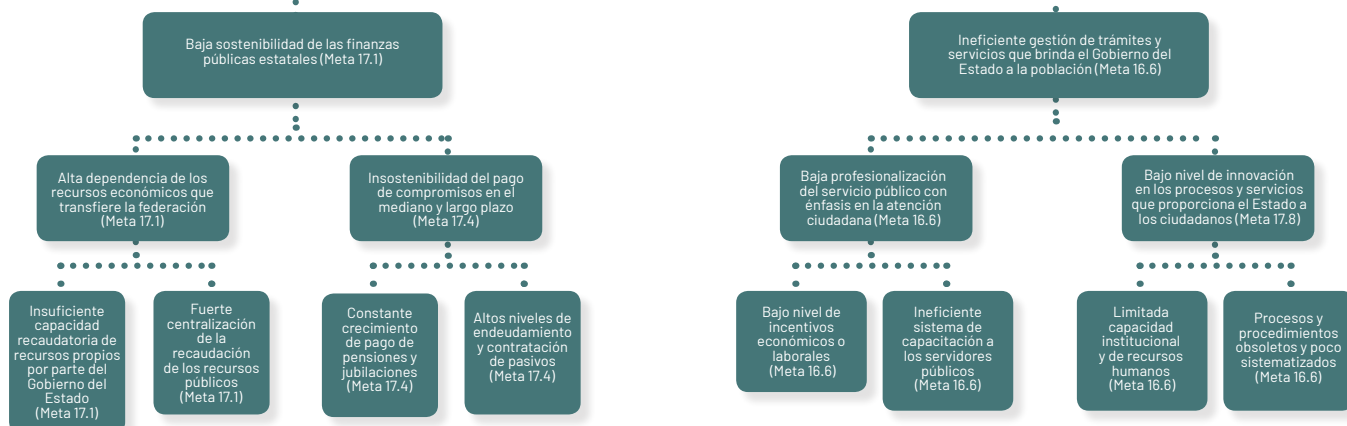 Baja sostenibilidad de las finanzas
públicas estatales (Meta 17.1)
Ineficiente gestión de trámites y
servicios que brinda el Gobierno del
Estado a la población (Meta 16.6)
Alta dependencia de los
recursos económicos que
transfiere la federación
(Meta 17.1)
Insostenibilidad del pago
de compromisos en el
mediano y largo plazo
(Meta 17.4)
Baja profesionalización
del servicio público con
énfasis en la atención
ciudadana (Meta 16.6)
Bajo nivel de innovación
en los procesos y servicios
que proporciona el Estado a
los ciudadanos (Meta 17.8)
Insuficiente
capacidad
recaudatoria de
recursos propios
por parte del
Gobierno del
Estado
(Meta 17.1)
Fuerte
centralización
de la
recaudación
de los recursos
públicos
(Meta 17.1)
Constante
crecimiento
de pago de
pensiones y
jubilaciones
(Meta 17.4)
Altos niveles de
endeudamiento
y contratación
de pasivos
(Meta 17.4)
Bajo nivel de
incentivos
económicos o
laborales
(Meta 16.6)
Ineficiente
sistema de
capacitación a
los servidores
públicos
(Meta 16.6)
Limitada
capacidad
institucional
y de recursos
humanos
(Meta 16.6)
Procesos y
procedimientos
obsoletos y poco
sistematizados
(Meta 16.6)